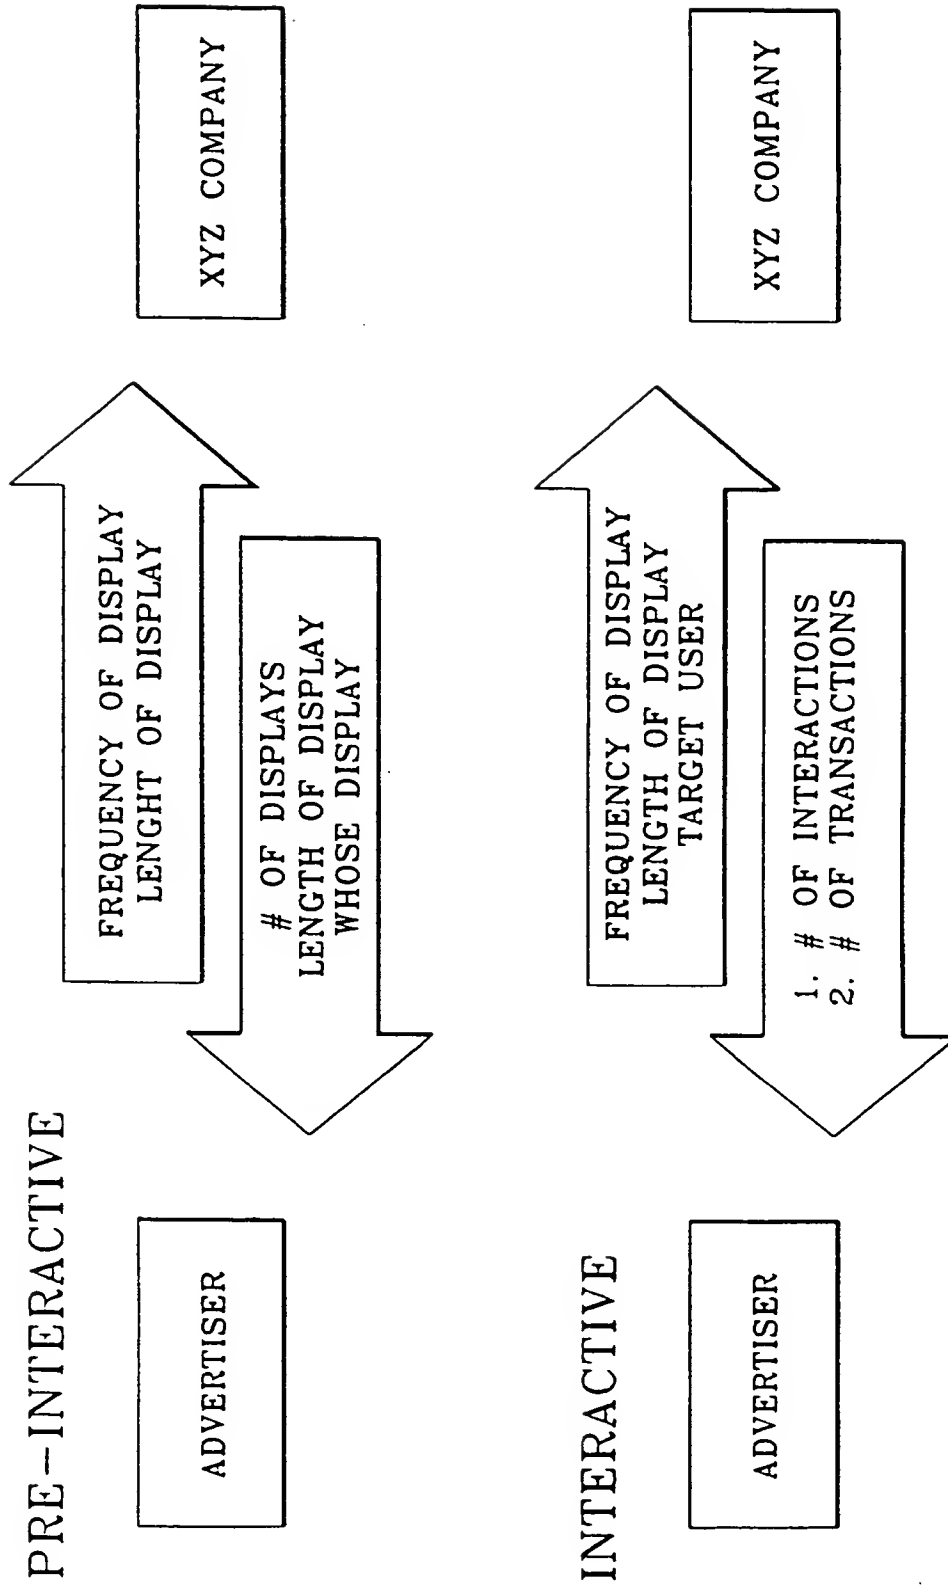 PRE-INTERACTIVE
ADVERTISER
FREQUENCY OF DISPLAY
LENGHT OF DISPLAY
# OF DISPLAYS
LENGTH OF DISPLAY
WHOSE DISPLAY
XYZ COMPANY
INTERACTIVE
ADVERTISER
FREQUENCY OF DISPLAY
LENGTH OF DISPLAY
TARGET USER
1. # OF INTERACTIONS
2. # OF TRANSACTIONS
XYZ COMPANY